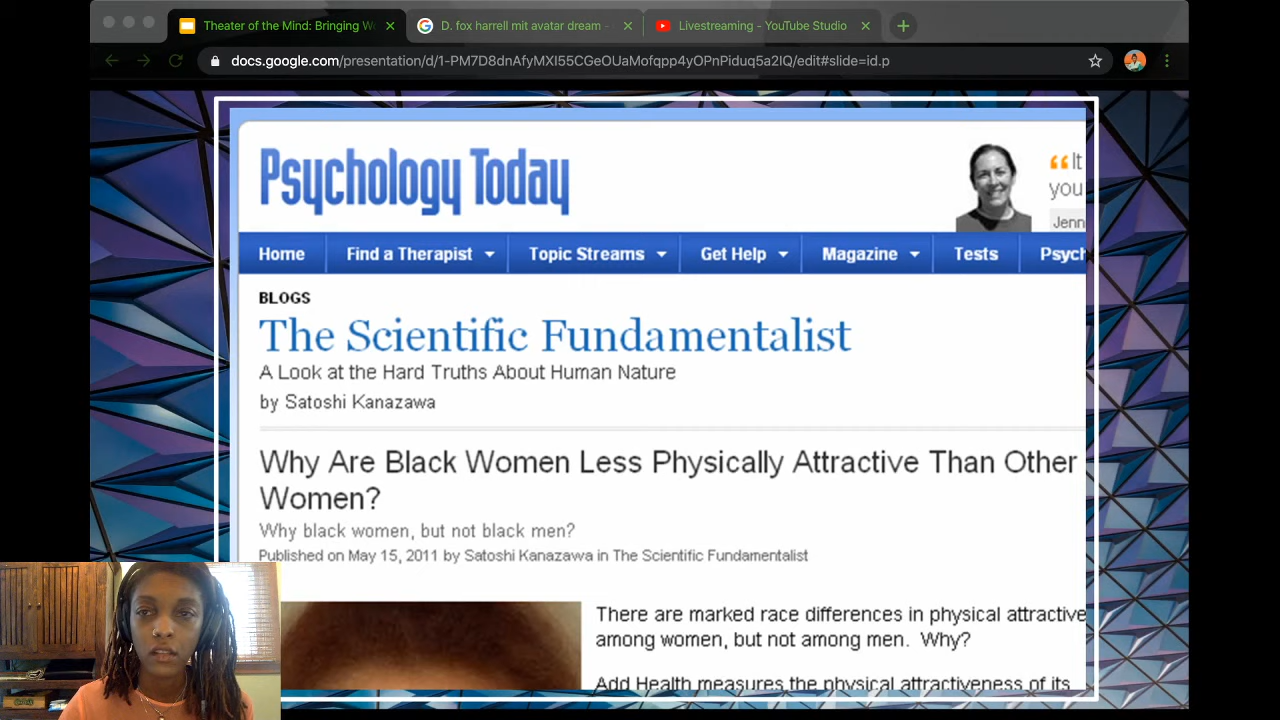 Theater of the Mind: Bringing W
D. fox harrell mit avatar dream -
Livestreaming - YouTube Studio
docs.google.com/presentation/d/1-PM7D8dnAfyMXI55CGeOUaMofqpp4yOPnPiduq5a2IQ/edit#slide=id.p
Psychology Today
“It
you
Jenn
Home Find a Therapist Topic Streams Get Help Magazine Tests Psych
BLOGS
The Scientific Fundamentalist
A Look at the Hard Truths About Human Nature
by Satoshi Kanazawa
Why Are Black Women Less Physically Attractive Than Other
Women?
Why black women, but not black men?
Published on May 15, 2011 by Satoshi Kanazawa in The Scientific Fundamentalist
There are marked race differences in physical attractive
among women, but not among men. Why?
Add Health measures the physical attractiveness of its